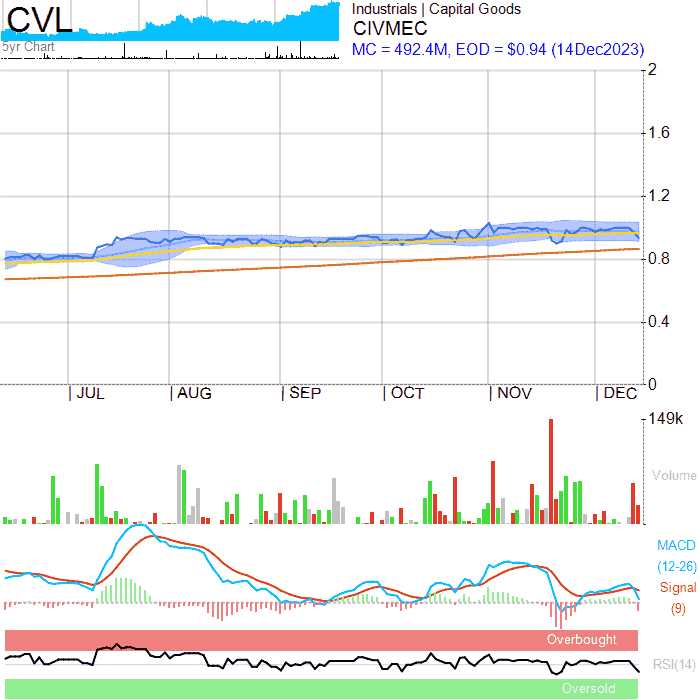 CVL
5yr Chart
Industrials | Capital Goods
CIVMEC
MC = 492.4M, EOD = $0.94 (14Dec2023)
2
1.6
1.2
0.8
0.4
0
| JUL | AUG | SEP | OCT | NOV | DEC
149k
Volume
MACD
(12-26)
Signal
(9)
Overbought
RSI(14)
Oversold